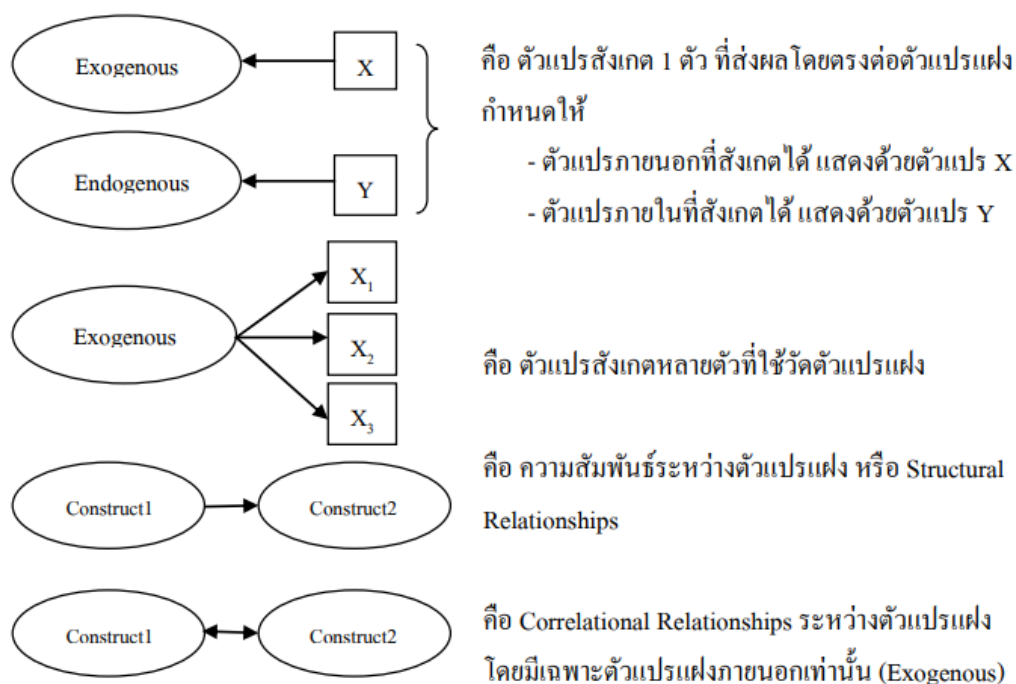 Exogenous
X
Endogenous
Y
คือ ตัวแปรสังเกต 1 ตัว ที่ส่งผลโดยตรงต่อตัวแปรแฝง
กำหนดให้
- ตัวแปรภายนอกที่สังเกตได้ แสดงด้วยตัวแปร X
- ตัวแปรภายในที่สังเกตได้ แสดงด้วยตัวแปร Y
Exogenous
X1
X2
X3
คือ ตัวแปรสังเกตหลายตัวที่ใช้วัดตัวแปรแฝง
Construct1
Construct2
คือ ความสัมพันธ์ระหว่างตัวแปรแฝง หรือ Structural
Relationships
Construct1
Construct2
คือ Correlational Relationships ระหว่างตัวแปรแฝง
โดยมีเฉพาะตัวแปรแฝงภายนอกเท่านั้น (Exogenous)